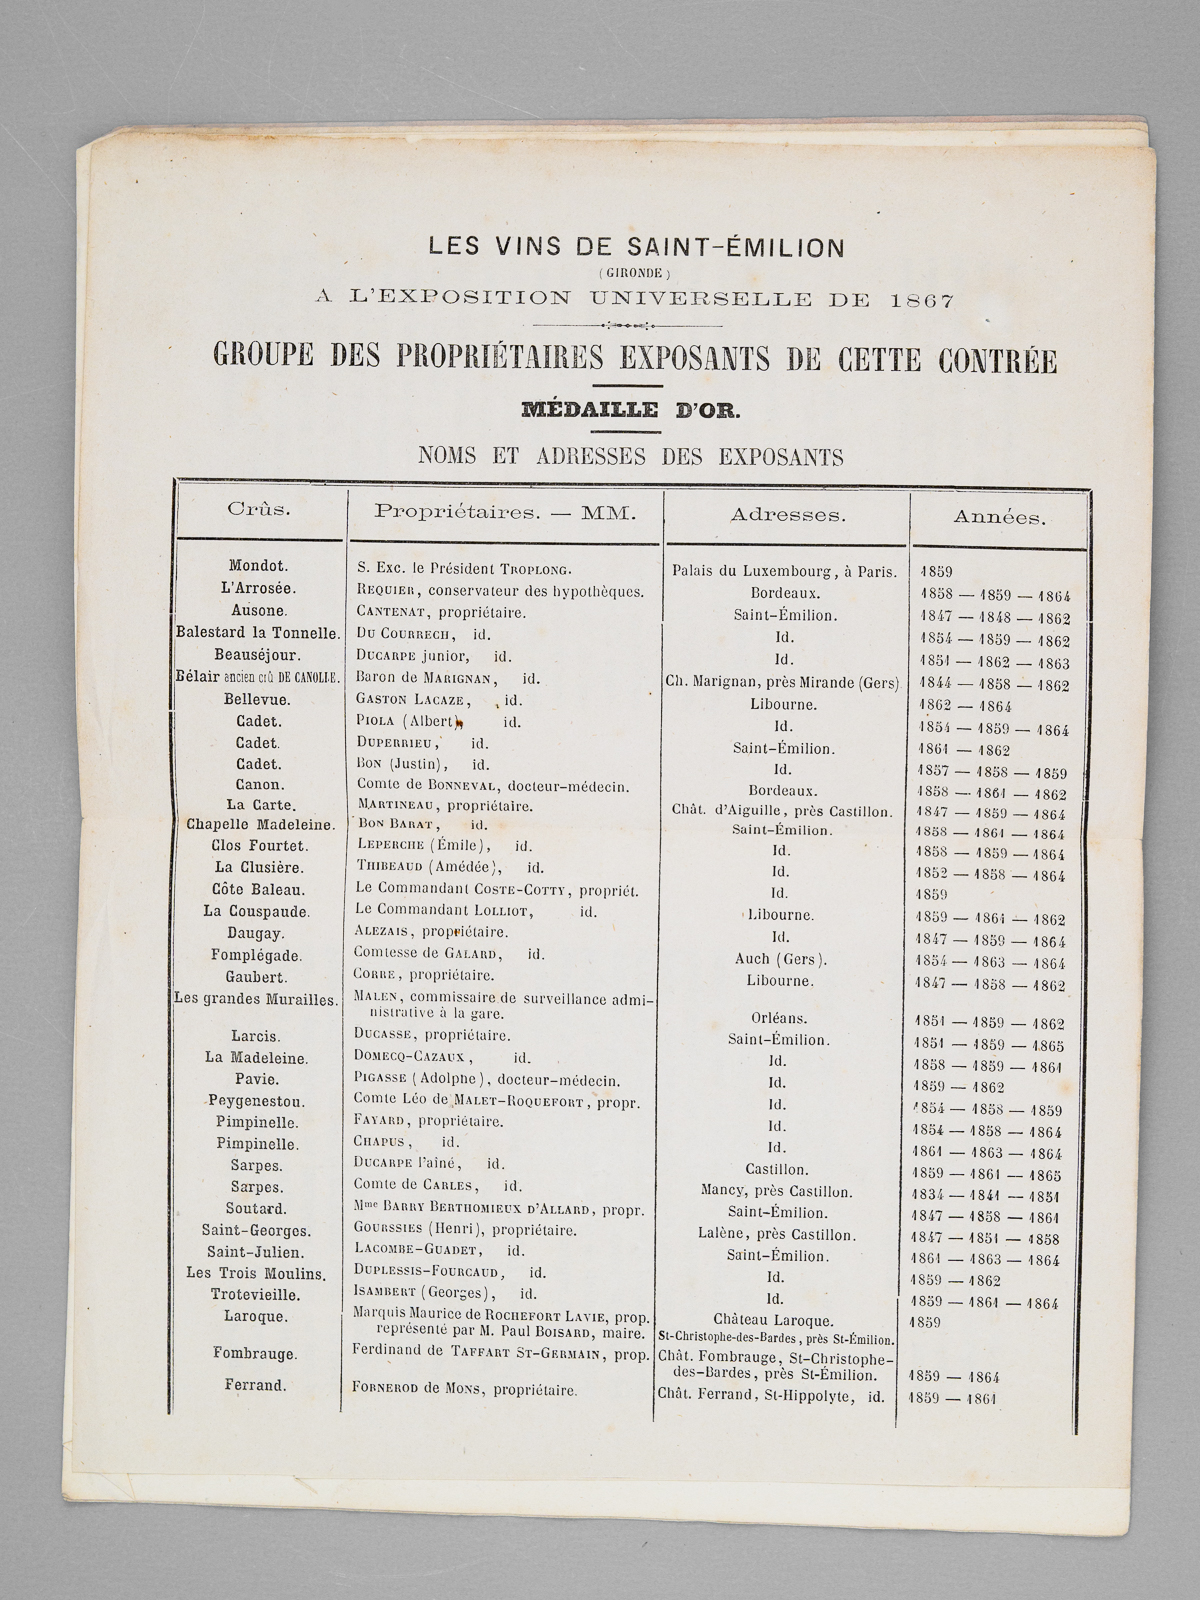 LES VINS DE SAINT-ÉMILION
(GIRONDE)
A L'EXPOSITION UNIVERSELLE DE 1867
GROUPE DES PROPRIÉTAIRES EXPOSANTS DE CETTE CONTRÉE
MÉDAILLE D'OR.
NOMS ET ADRESSES DES EXPOSANTS
Crûs. Propriétaires. — MM. Adresses. Années.
Mondot. S. Exc. le Président TROPLONG. Palais du Luxembourg, à Paris. 1859
L'Arrosée. REQUIER, conservateur des hypothèques. Bordeaux. 1858 — 1859 — 1864
Ausone. CANTENAT, propriétaire. Saint-Émilion. 1847 — 1848 — 1862
Balestard la Tonnelle. DU COURRECH, id. Id. 1854 — 1859 — 1862
Beauséjour. DUCARPE junior, id. Id. 1851 — 1862 — 1863
Bélair ancien crû DE CANOLLE. Baron de MARIGNAN, id. Ch. Marignan, près Mirande (Gers) 1844 — 1858 — 1862
Bellevue. GASTON LACAZE, id. Libourne. 1862 — 1864
Cadet. PIOLA (Albert), id. Id. 1854 — 1859 — 1864
Cadet. DUPERRIEU, id. Saint-Émilion. 1861 — 1862
Cadet. BON (Justin), id. Id. 1857 — 1858 — 1859
Canon. Comte de BONNEVAL, docteur-médecin. Bordeaux. 1858 — 1861 — 1862
La Carte. MARTINEAU, propriétaire. Chât. d'Aiguille, près Castillon. 1847 — 1859 — 1864
Chapelle Madeleine. BON BARAT, id. Saint-Émilion. 1858 — 1861 — 1864
Clos Fourtet. LEPERCHE (Émile), id. Id. 1858 — 1859 — 1864
La Clusière. THIBEAUD (Amédée), id. Id. 1852 — 1858 — 1864
Côte Baleau. Le Commandant COSTE-COTTY, propriét. Id. 1859
La Couspaude. Le Commandant LOLLIOT, id. Libourne. 1859 — 1861 — 1862
Daugay. ALEZAIS, propriétaire. Id. 1847 — 1859 — 1864
Fomplégade. Comtesse de GALARD, id. Auch (Gers). 1854 — 1863 — 1864
Gaubert. CORRE, propriétaire. Libourne. 1847 — 1858 — 1862
Les grandes Murailles. MALEN, commissaire de surveillance admi-
nistrative à la gare. Orléans. 1851 — 1859 — 1862
Larcis. DUCASSE, propriétaire. Saint-Émilion. 1851 — 1859 — 1865
La Madeleine. DOMECQ-CAZAUX, id. Id. 1858 — 1859 — 1861
Pavie. PIGASSE (Adolphe), docteur-médecin. Id. 1859 — 1862
Peygenestou. Comte Léo de MALET-ROQUEFORT, propr. Id. 1854 — 1858 — 1859
Pimpinelle. FAYARD, propriétaire. Id. 1854 — 1858 — 1864
Pimpinelle. CHAPUS, id. Id. 1861 — 1863 — 1864
Sarpes. DUCARPE l'aîné, id. Castillon. 1859 — 1861 — 1865
Sarpes. Comte de CARLES, id. Mancy, près Castillon. 1834 — 1841 — 1851
Soutard. Mme BARRY BERTHOMIEUX D'ALLARD, propr. Saint-Émilion. 1847 — 1858 — 1861
Saint-Georges. GOURSSIES (Henri), propriétaire. Lalène, près Castillon. 1847 — 1851 — 1858
Saint-Julien. LACOMBE-GUADET, id. Saint-Émilion. 1861 — 1863 — 1864
Les Trois Moulins. DUPLESSIS-FOURCAUD, id. Id. 1859 — 1862
Trotevieille. ISAMBERT (Georges), id. Id. 1859 — 1861 — 1864
Laroque. Marquis Maurice de ROCHEFORT LAVIE, prop. Château Laroque. 1859
représenté par M. Paul BOISARD, maire. St-Christophe-des-Bardes, près St-Émilion.
Fombrauge. Ferdinand de TAFFART ST-GERMAIN, prop. Chât. Fombrauge, St-Christophe-
des-Bardes, près St-Émilion. 1859 — 1864
Ferrand. FORNEROD de MONS, propriétaire. Chât. Ferrand, St-Hippolyte, id. 1859 — 1861